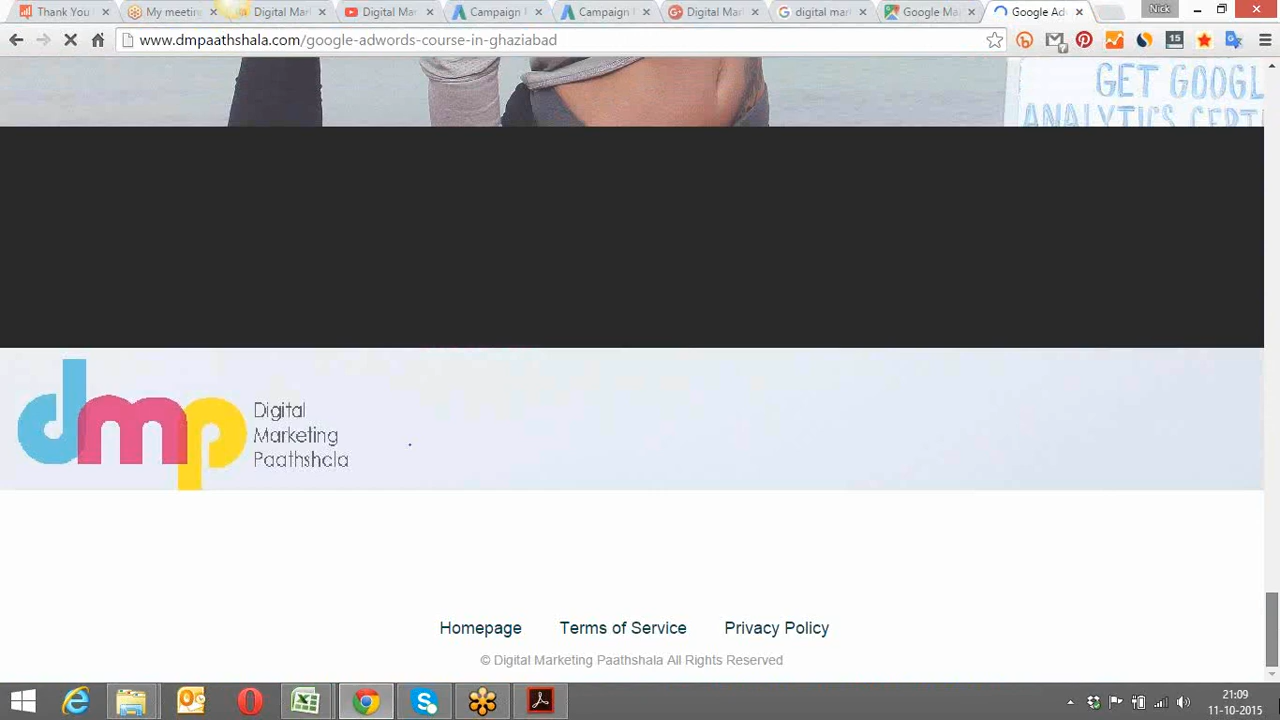 Thank You
My meetin
Digital Mar
Digital Ma
Campaign
Campaign
Digital Mar
digital mar
Google Ma
Google Ad
Nick
www.dmpaathshala.com/google-adwords-course-in-ghaziabad
15
GET GOOGL
ANALYTICS CERT
dmp
Digital
Marketing
Paathshala
Homepage Terms of Service Privacy Policy
© Digital Marketing Paathshala All Rights Reserved
21:09
11-10-2015